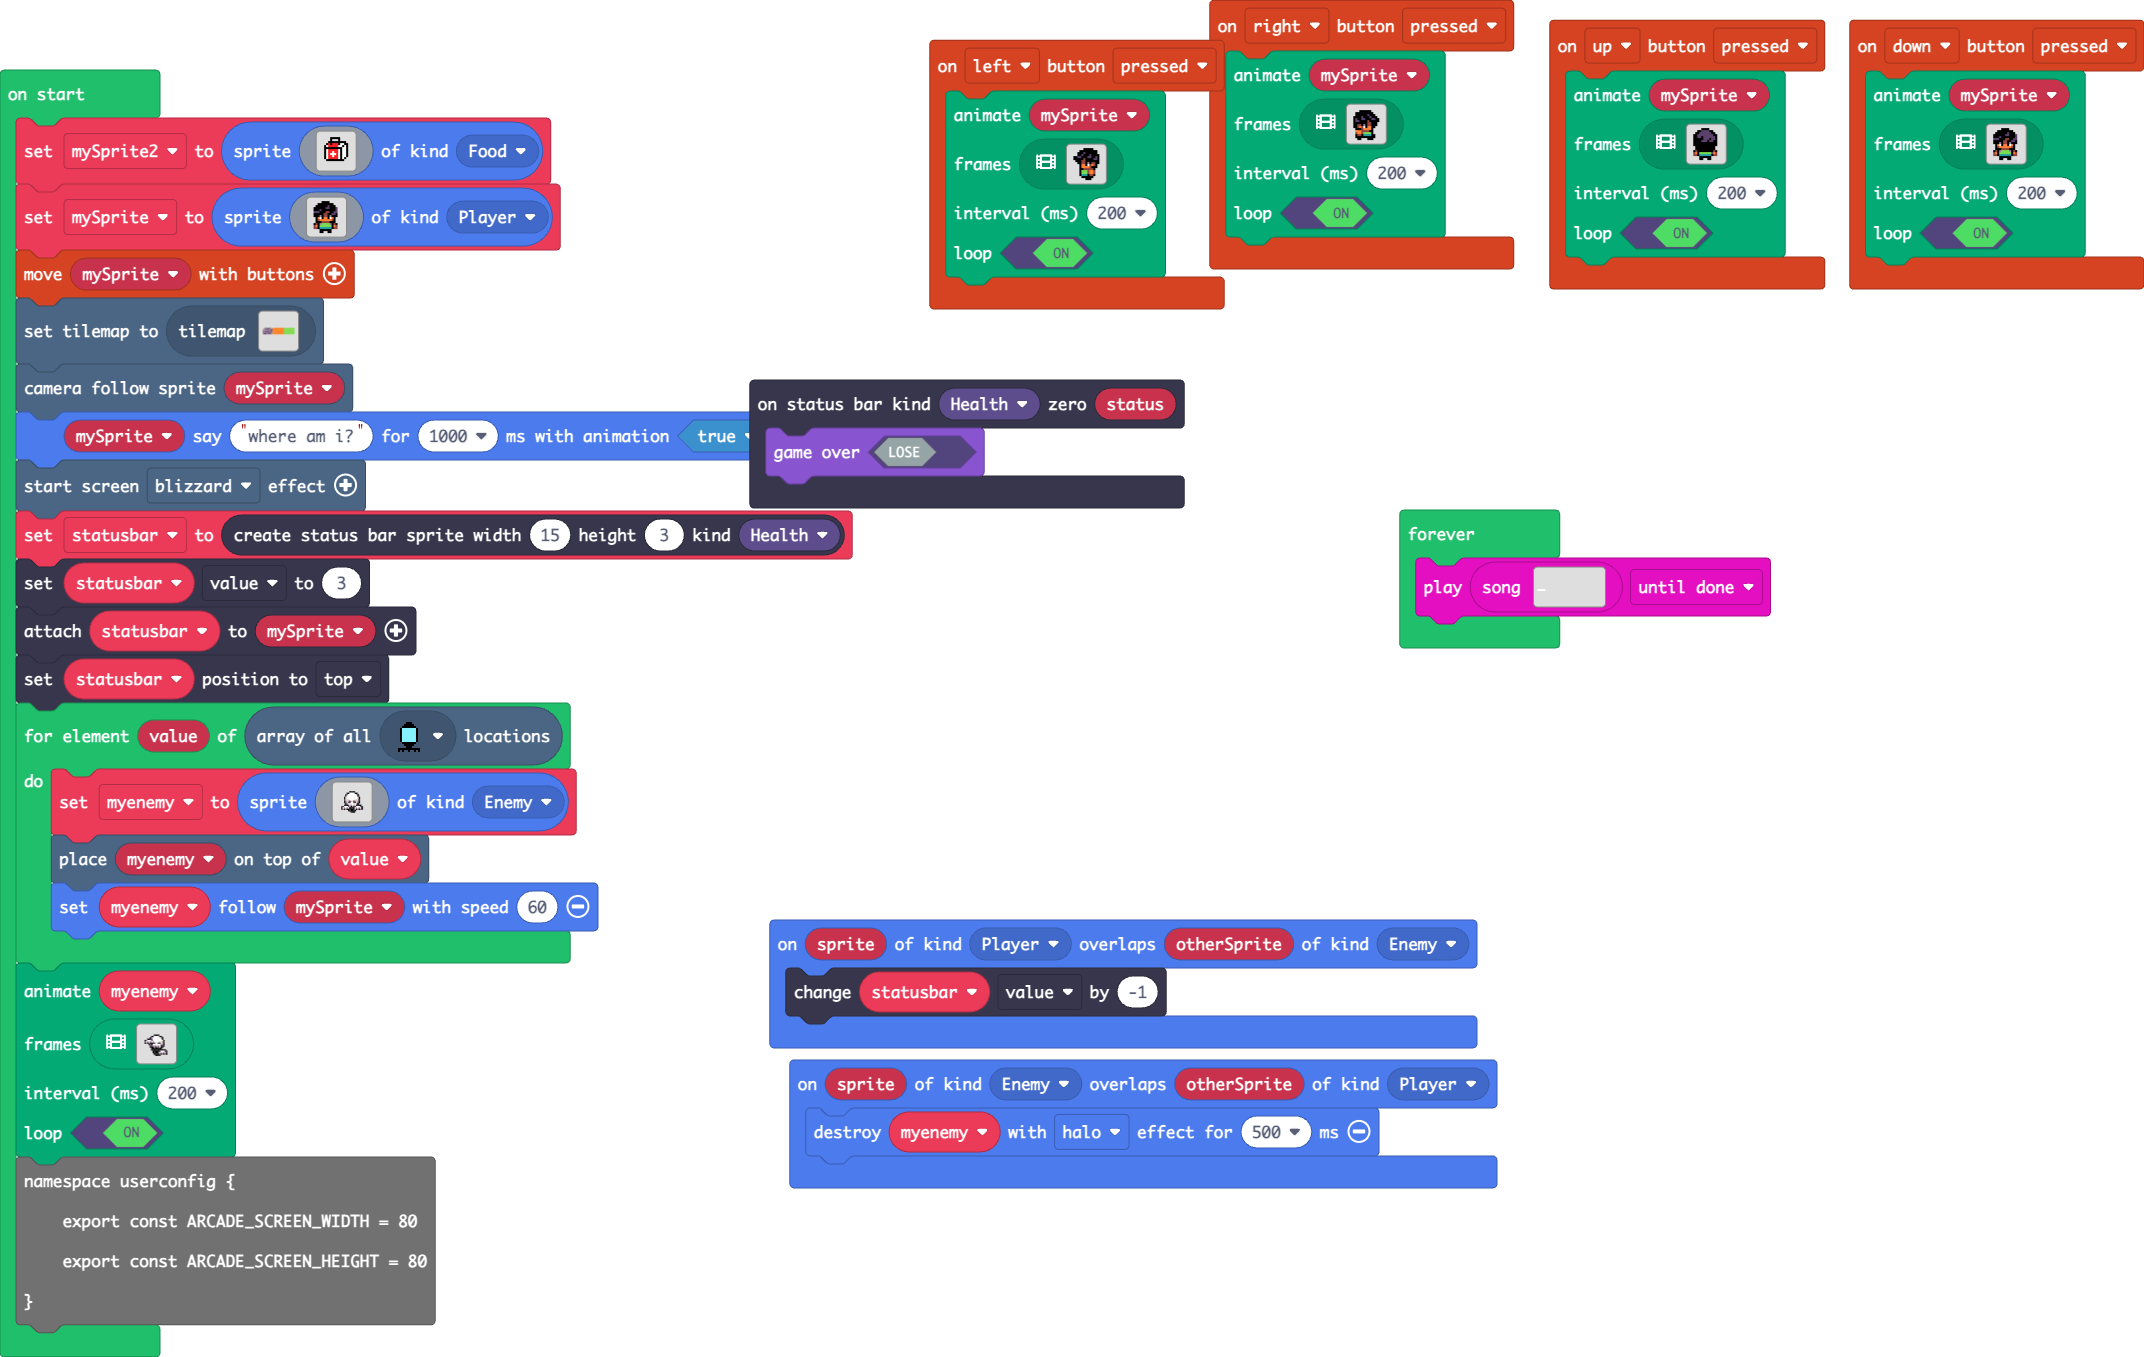 on start
set mySprite2 to sprite of kind Food
set mySprite to sprite of kind Player
move mySprite with buttons
set tilemap to tilemap
camera follow sprite mySprite
mySprite say "where am i?" for 1000 ms with animation true
start screen blizzard effect
set statusbar to create status bar sprite width 15 height 3 kind Health
set statusbar value to 3
attach statusbar to mySprite
set statusbar position to top
for element value of array of all locations
do
set myenemy to sprite of kind Enemy
place myenemy on top of value
set myenemy follow mySprite with speed 60
animate myenemy
frames
interval (ms) 200
loop ON
namespace userconfig {
export const ARCADE_SCREEN_WIDTH = 80
export const ARCADE_SCREEN_HEIGHT = 80
}
on left button pressed
animate mySprite
frames
interval (ms) 200
loop ON
on right button pressed
animate mySprite
frames
interval (ms) 200
loop ON
on up button pressed
animate mySprite
frames
interval (ms) 200
loop ON
on down button pressed
animate mySprite
frames
interval (ms) 200
loop ON
on status bar kind Health zero status
game over LOSE
forever
play song until done
on sprite of kind Player overlaps otherSprite of kind Enemy
change statusbar value by -1
on sprite of kind Enemy overlaps otherSprite of kind Player
destroy myenemy with halo effect for 500 ms